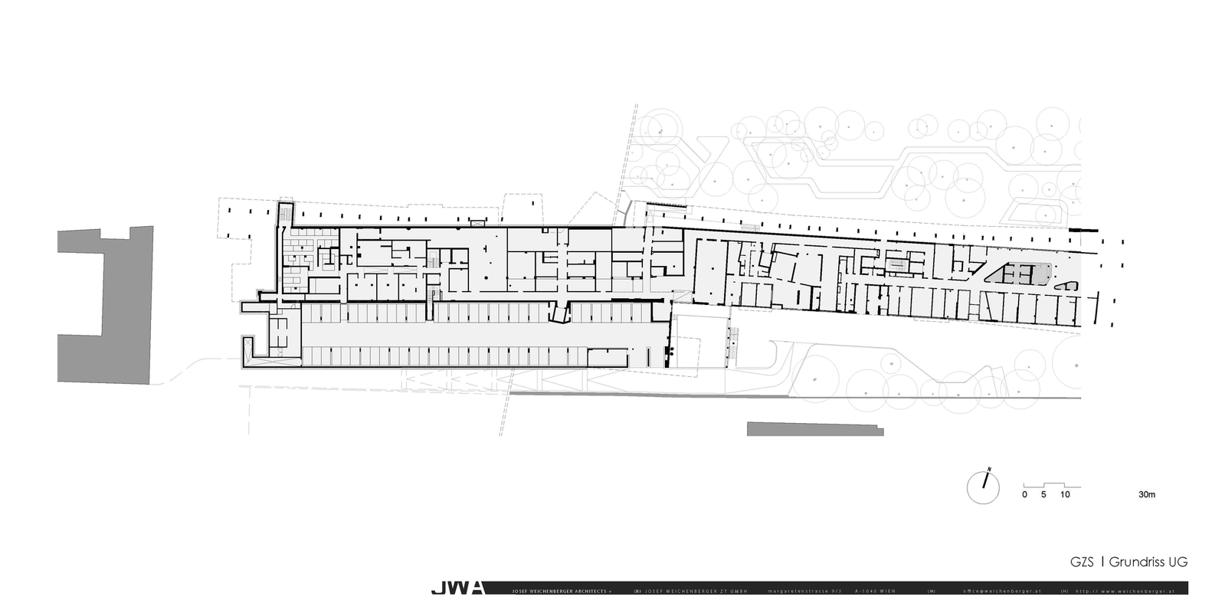 N
0 5 10 30m
GZS | Grundriss UG
JWA JOSEF WEICHENBERGER ARCHITECTS + JOSEF WEICHENBERGER ZT GMBH margaretenstrasse 9/3 A-1040 WIEN office@weichenberger.at http://www.weichenberger.at